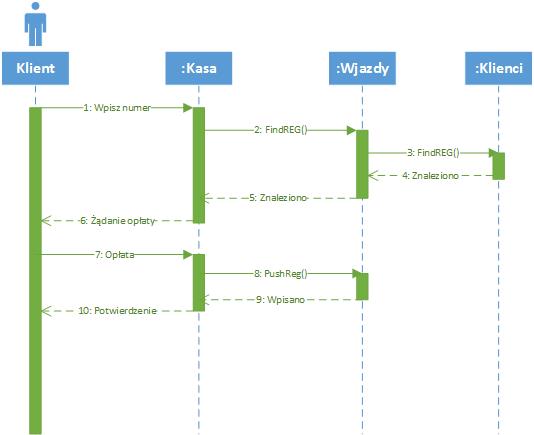 Klient
:Kasa
:Wjazdy
:Klienci
1: Wpisz numer
2: FindREG()
3: FindREG()
4: Znaleziono
5: Znaleziono
6: Żądanie opłaty
7: Opłata
8: PushReg()
9: Wpisano
10: Potwierdzenie